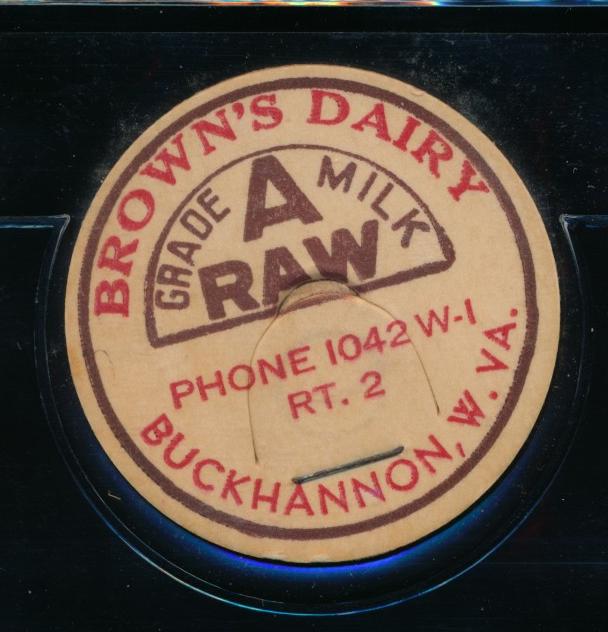 BROWN'S DAIRY
GRADE A MILK
RAW
PHONE 1042 W-1
RT. 2
BUCKHANNON, W. VA.